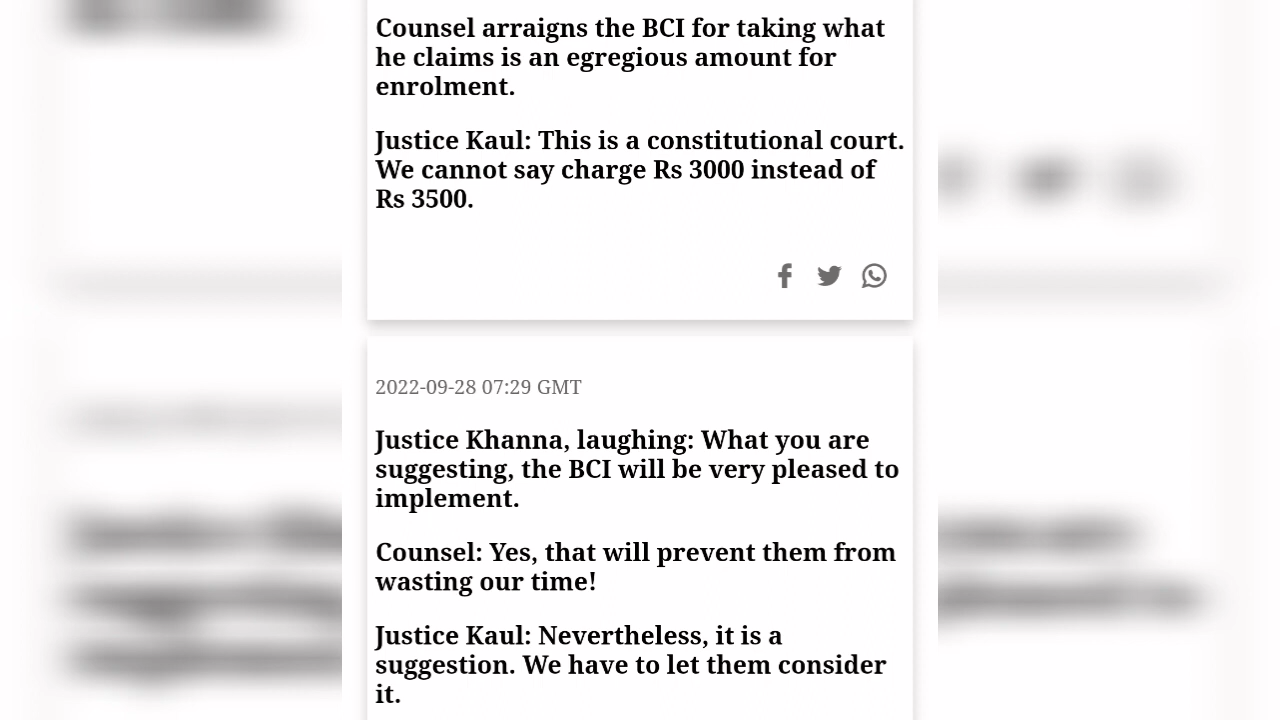 Counsel arraigns the BCI for taking what
he claims is an egregious amount for
enrolment.
Justice Kaul: This is a constitutional court.
We cannot say charge Rs 3000 instead of
Rs 3500.
2022-09-28 07:29 GMT
Justice Khanna, laughing: What you are
suggesting, the BCI will be very pleased to
implement.
Counsel: Yes, that will prevent them from
wasting our time!
Justice Kaul: Nevertheless, it is a
suggestion. We have to let them consider
it.